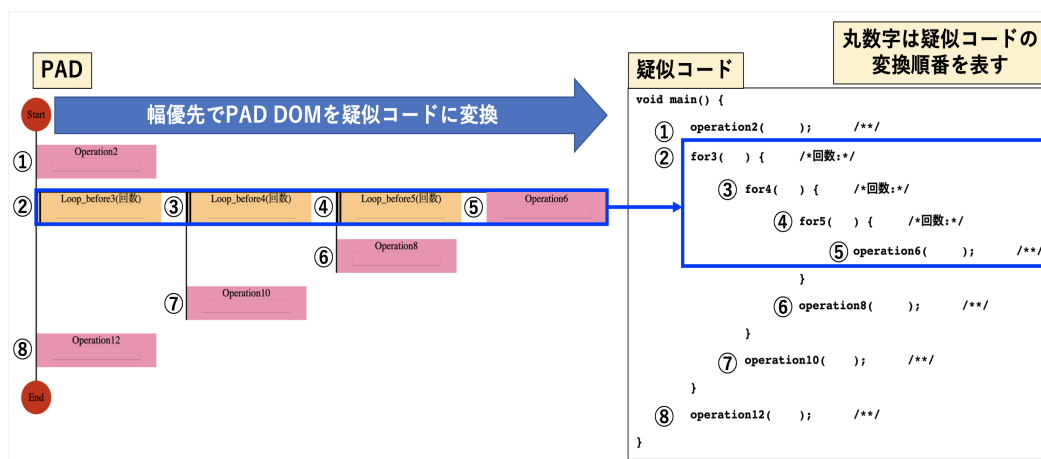 丸数字は疑似コードの
変換順番を表す
PAD
疑似コード
幅優先でPAD DOMを疑似コードに変換
Start
① Operation2
② Loop_before3(回数) ③ Loop_before4(回数) ④ Loop_before5(回数) ⑤ Operation6
⑥ Operation8
⑦ Operation10
⑧ Operation12
End
void main() {
① operation2( ); /**/
② for3( ) { /*回数:*/
③ for4( ) { /*回数:*/
④ for5( ) { /*回数:*/
⑤ operation6( ); /**/
}
⑥ operation8( ); /**/
}
⑦ operation10( ); /**/
}
⑧ operation12( ); /**/
}